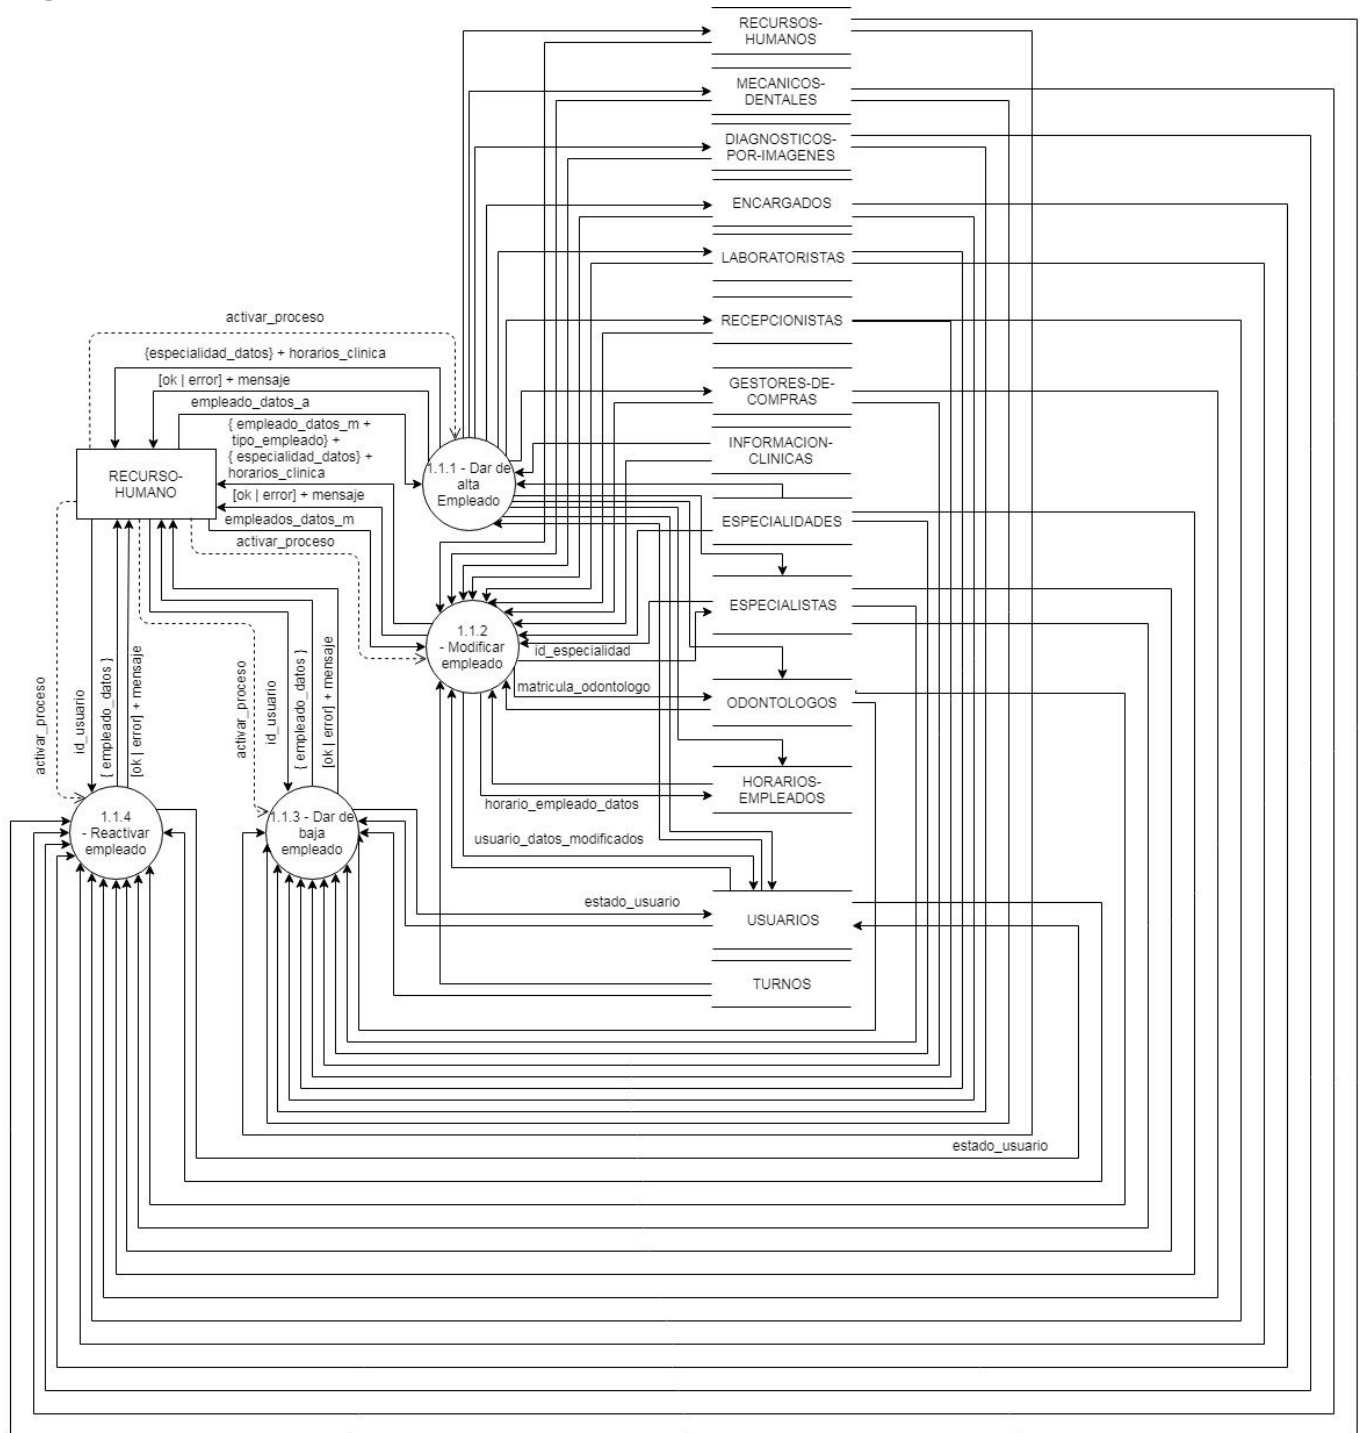 RECURSOS-
HUMANOS
MECANICOS-
DENTALES
DIAGNOSTICOS-
POR-IMAGENES
ENCARGADOS
LABORATORISTAS
RECEPCIONISTAS
GESTORES-DE-
COMPRAS
INFORMACION-
CLINICAS
ESPECIALIDADES
ESPECIALISTAS
ODONTOLOGOS
HORARIOS-
EMPLEADOS
USUARIOS
TURNOS
activar_proceso
{especialidad_datos} + horarios_clinica
[ok | error] + mensaje
empleado_datos_a
{ empleado_datos_m +
tipo_empleado} +
{ especialidad_datos} +
horarios_clinica
[ok | error] + mensaje
empleados_datos_m
activar_proceso
RECURSO-
HUMANO
1.1.1 - Dar de
alta
Empleado
1.1.2
- Modificar
empleado
id_especialidad
matricula_odontologo
horario_empleado_datos
usuario_datos_modificados
estado_usuario
activar_proceso
id_usuario
{ empleado_datos }
[ok | error] + mensaje
activar_proceso
id_usuario
{ empleado_datos }
[ok | error] + mensaje
1.1.4
- Reactivar
empleado
1.1.3 - Dar de
baja
empleado
estado_usuario